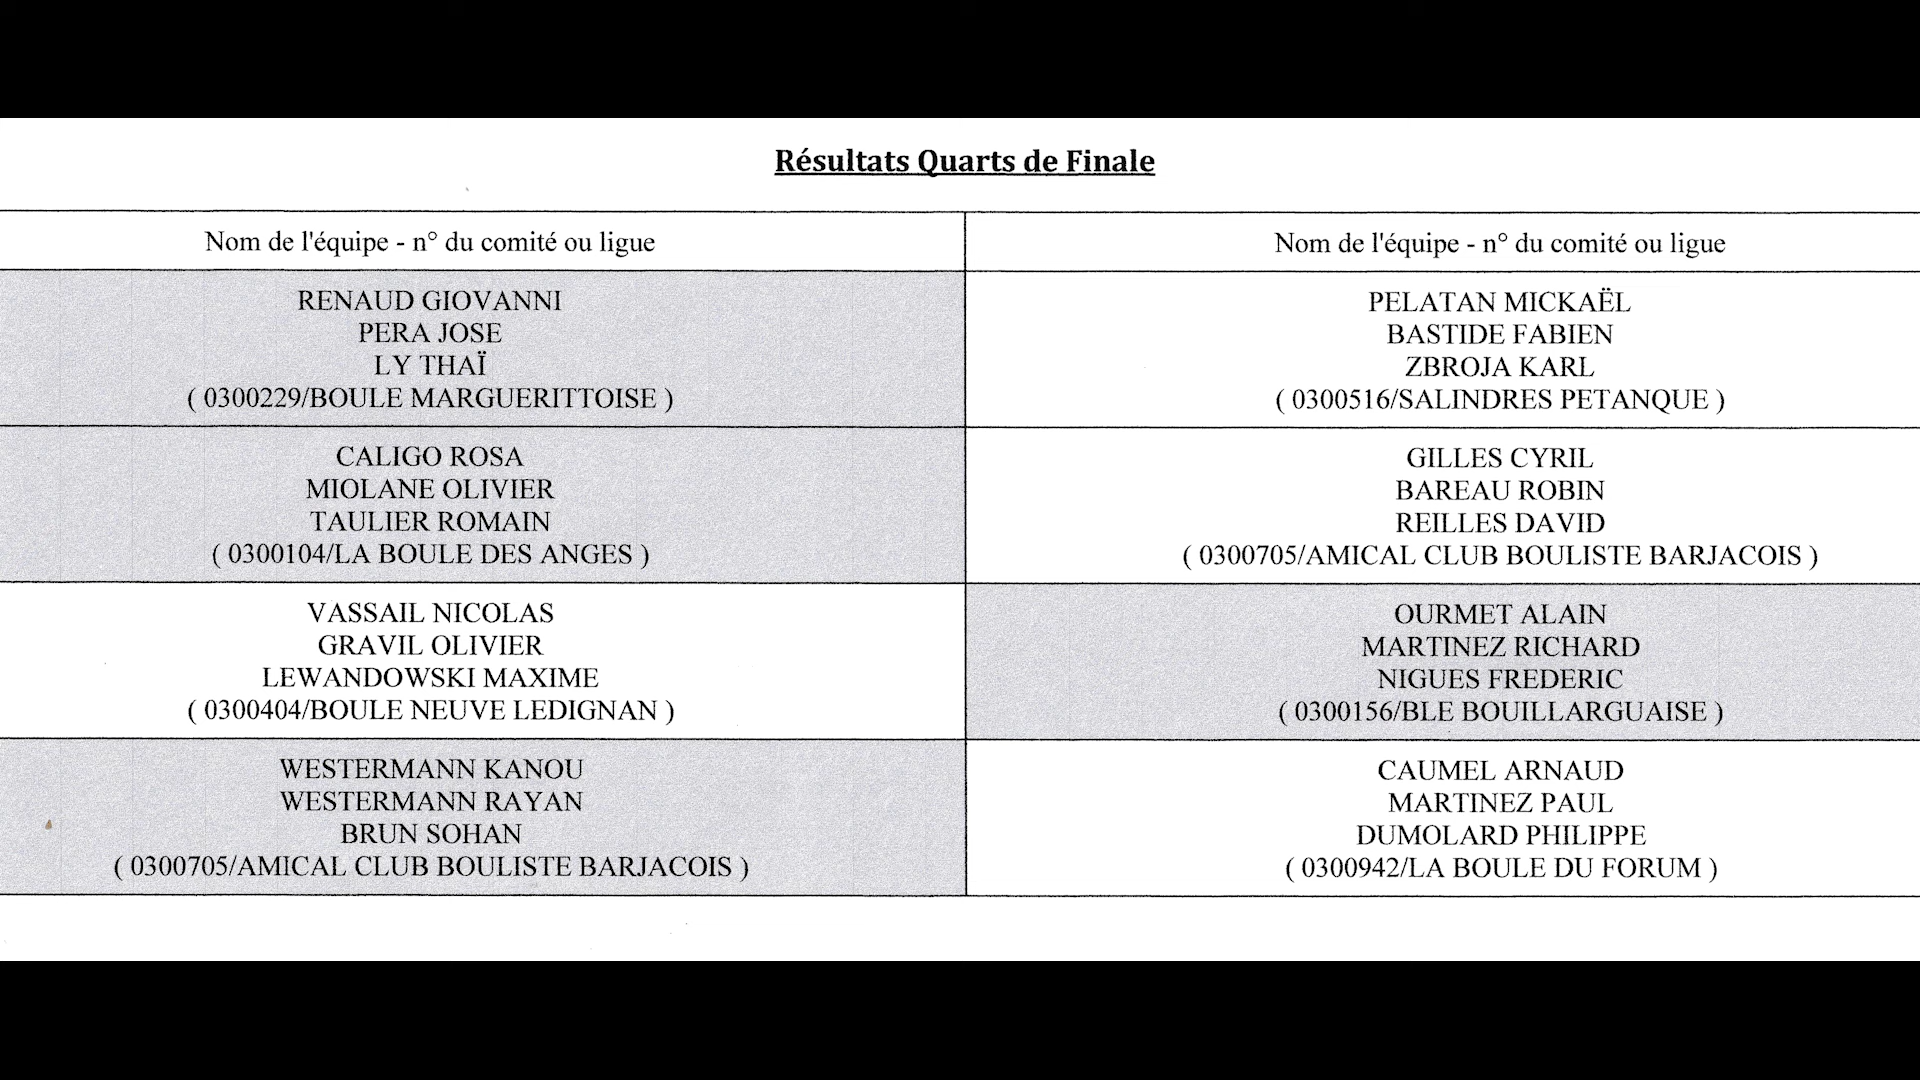 Résultats Quarts de Finale
Nom de l'équipe - n° du comité ou ligue
Nom de l'équipe - n° du comité ou ligue
RENAUD GIOVANNI
PERA JOSE
LY THAÏ
( 0300229/BOULE MARGUERITTOISE )
PELATAN MICKAËL
BASTIDE FABIEN
ZBROJA KARL
( 0300516/SALINDRES PETANQUE )
CALIGO ROSA
MIOLANE OLIVIER
TAULIER ROMAIN
( 0300104/LA BOULE DES ANGES )
GILLES CYRIL
BAREAU ROBIN
REILLES DAVID
( 0300705/AMICAL CLUB BOULISTE BARJACOIS )
VASSAIL NICOLAS
GRAVIL OLIVIER
LEWANDOWSKI MAXIME
( 0300404/BOULE NEUVE LEDIGNAN )
OURMET ALAIN
MARTINEZ RICHARD
NIGUES FREDERIC
( 0300156/BLE BOUILLARGUAISE )
WESTERMANN KANOU
WESTERMANN RAYAN
BRUN SOHAN
( 0300705/AMICAL CLUB BOULISTE BARJACOIS )
CAUMEL ARNAUD
MARTINEZ PAUL
DUMOLARD PHILIPPE
( 0300942/LA BOULE DU FORUM )